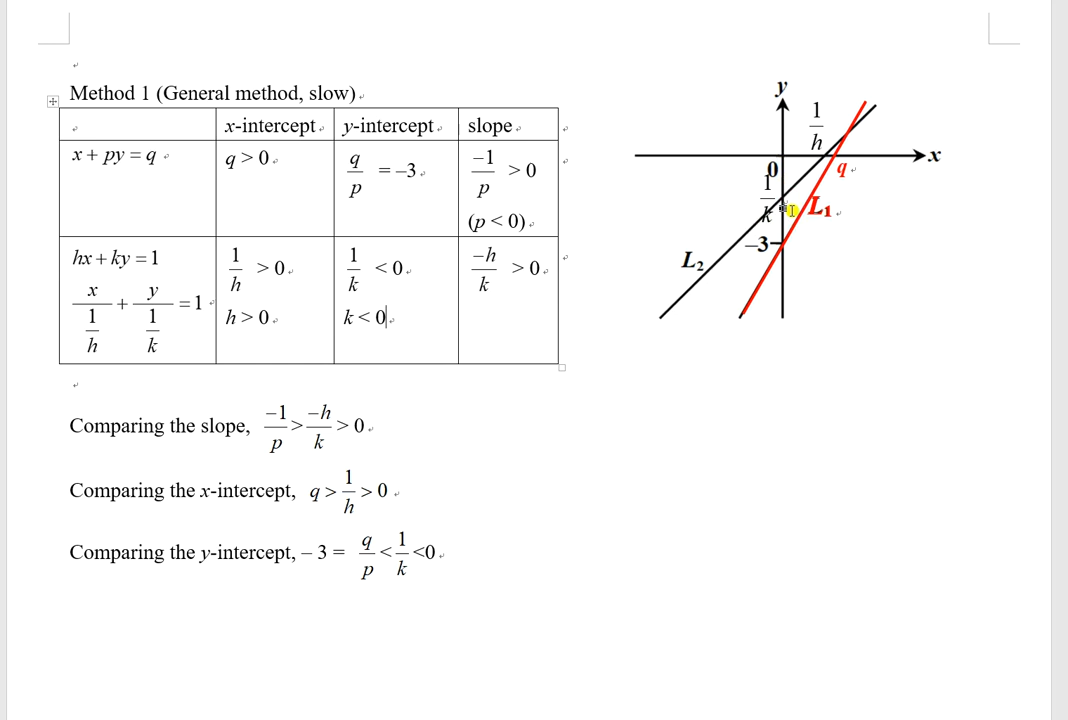 Method 1 (General method, slow)
x-intercept y-intercept slope
x + py = q q > 0 q/p = –3 –1/p > 0
(p < 0)
hx + ky = 1 1/h > 0 1/k < 0 –h/k > 0
x/(1/h) + y/(1/k) = 1 h > 0 k < 0
Comparing the slope, –1/p > –h/k > 0
Comparing the x-intercept, q > 1/h > 0
Comparing the y-intercept, – 3 = q/p < 1/k <0
y
1/h
x
0
q
1/k
L₁
–3
L₂